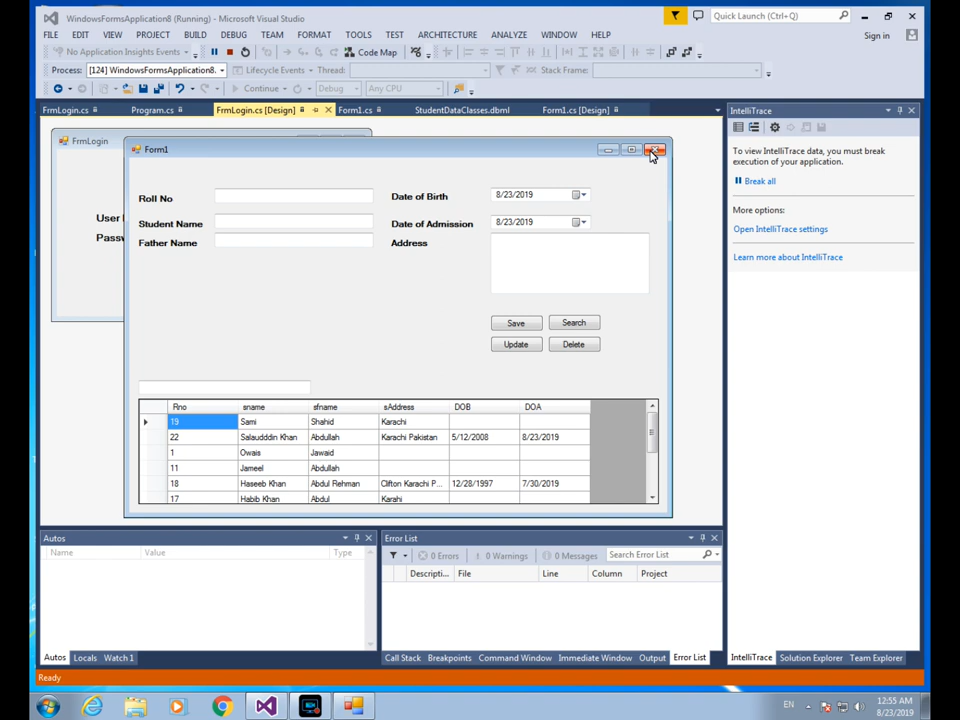 WindowsFormsApplication8 (Running) - Microsoft Visual Studio
Quick Launch (Ctrl+Q)
FILE EDIT VIEW PROJECT BUILD DEBUG TEAM FORMAT TOOLS TEST ARCHITECTURE ANALYZE WINDOW HELP
Sign in
No Application Insights Events
Code Map
Process: [124] WindowsFormsApplication8.
Lifecycle Events
Thread:
Stack Frame:
Continue
Debug
Any CPU
FrmLogin.cs
Program.cs
FrmLogin.cs [Design]
Form1.cs
StudentDataClasses.dbml
Form1.cs [Design]
IntelliTrace
FrmLogin
Form1
To view IntelliTrace data, you must break
execution of your application.
Break all
More options:
Open IntelliTrace settings
Learn more about IntelliTrace
Roll No
Date of Birth 8/23/2019
Student Name
Date of Admission 8/23/2019
Father Name
Address
Save Search
Update Delete
Rno sname sfname sAddress DOB DOA
19 Sami Shahid Karachi
22 Salaudddin Khan Abdullah Karachi Pakistan 5/12/2008 8/23/2019
1 Owais Jawaid
11 Jameel Abdullah
18 Haseeb Khan Abdul Rehman Clifton Karachi P... 12/28/1997 7/30/2019
17 Habib Khan Abdul Karahi
Autos
Name Value Type
Error List
0 Errors 0 Warnings 0 Messages Search Error List
Descripti... File Line Column Project
Autos Locals Watch 1
Call Stack Breakpoints Command Window Immediate Window Output Error List
IntelliTrace Solution Explorer Team Explorer
Ready
EN
12:55 AM
8/23/2019